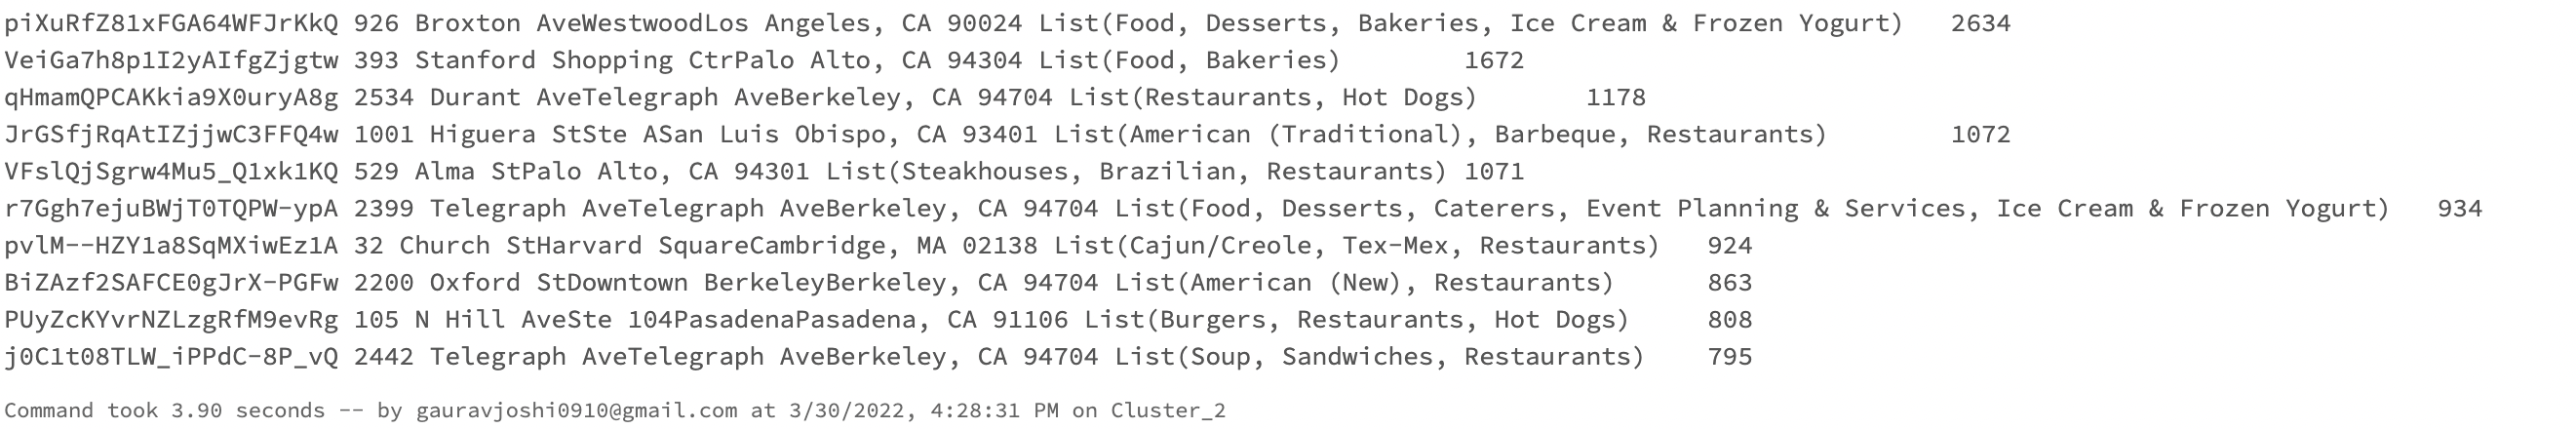 piXuRfZ81xFGA64WFJrKkQ 926 Broxton AveWestwoodLos Angeles, CA 90024 List(Food, Desserts, Bakeries, Ice Cream & Frozen Yogurt) 2634
VeiGa7h8p1I2yAIfgZjgtw 393 Stanford Shopping CtrPalo Alto, CA 94304 List(Food, Bakeries) 1672
qHmamQPCAKkia9X0uryA8g 2534 Durant AveTelegraph AveBerkeley, CA 94704 List(Restaurants, Hot Dogs) 1178
JrGSfjRqAtIZjjwC3FFQ4w 1001 Higuera StSte ASan Luis Obispo, CA 93401 List(American (Traditional), Barbeque, Restaurants) 1072
VFslQjSgrw4Mu5_Q1xk1KQ 529 Alma StPalo Alto, CA 94301 List(Steakhouses, Brazilian, Restaurants) 1071
r7Ggh7ejuBWjT0TQPW-ypA 2399 Telegraph AveTelegraph AveBerkeley, CA 94704 List(Food, Desserts, Caterers, Event Planning & Services, Ice Cream & Frozen Yogurt) 934
pvlM--HZY1a8SqMXiwEz1A 32 Church StHarvard SquareCambridge, MA 02138 List(Cajun/Creole, Tex-Mex, Restaurants) 924
BiZAzf2SAFCE0gJrX-PGFw 2200 Oxford StDowntown BerkeleyBerkeley, CA 94704 List(American (New), Restaurants) 863
PUyZcKYvrNZLzgRfM9evRg 105 N Hill AveSte 104PasadenaPasadena, CA 91106 List(Burgers, Restaurants, Hot Dogs) 808
j0C1t08TLW_iPPdC-8P_vQ 2442 Telegraph AveTelegraph AveBerkeley, CA 94704 List(Soup, Sandwiches, Restaurants) 795
Command took 3.90 seconds -- by gauravjoshi0910@gmail.com at 3/30/2022, 4:28:31 PM on Cluster_2